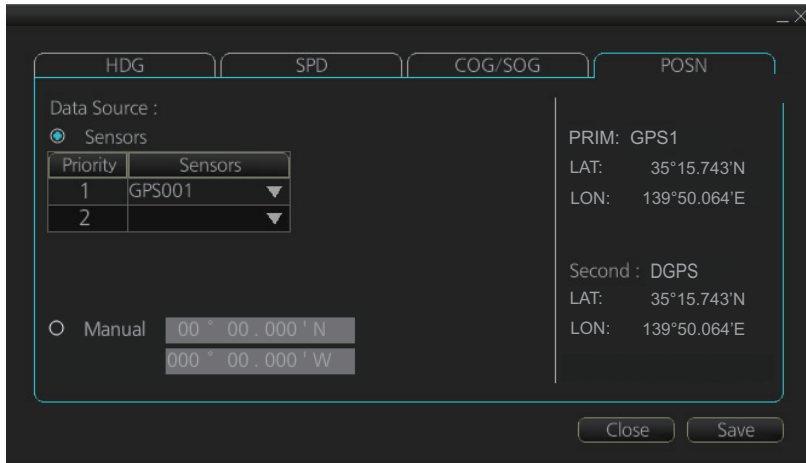 HDG SPD COG/SOG POSN
Data Source :
Sensors
Priority Sensors
1 GPS001
2
Manual 00 ° 00 . 000 ' N
000 ° 00 . 000 ' W
PRIM: GPS1
LAT: 35°15.743’N
LON: 139°50.064’E
Second : DGPS
LAT: 35°15.743’N
LON: 139°50.064’E
Close Save